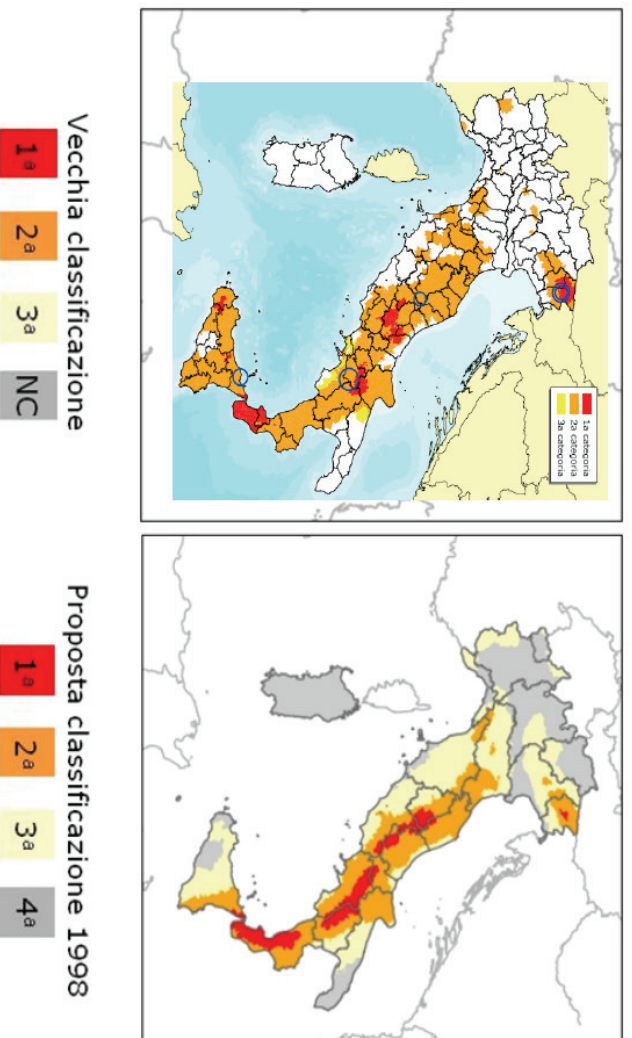 1a categoria
2a categoria
3a categoria
Vecchia classificazione
1ª 2ª 3ª NC
Proposta classificazione 1998
1ª 2ª 3ª 4ª